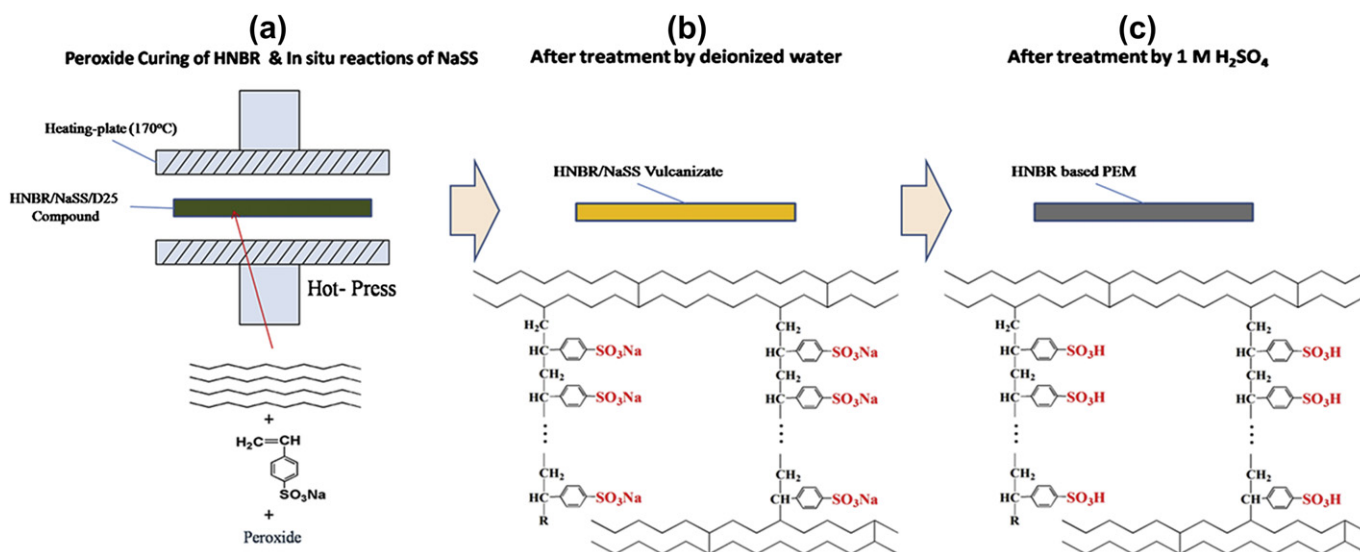 (a)
Peroxide Curing of HNBR & In situ reactions of NaSS
Heating-plate (170°C)
HNBR/NaSS/D25
Compound
Hot- Press
+
H₂C=CH
SO₃Na
+
Peroxide
(b)
After treatment by deionized water
HNBR/NaSS Vulcanizate
H₂C
HC
SO₃Na
CH₂
HC
SO₃Na
CH₂
HC
SO₃Na
R
CH₂
HC
SO₃Na
CH₂
HC
SO₃Na
CH₂
CH
SO₃Na
(c)
After treatment by 1 M H₂SO₄
HNBR based PEM
H₂C
HC
SO₃H
CH₂
HC
SO₃H
CH₂
HC
SO₃H
R
CH₂
HC
SO₃H
CH₂
HC
SO₃H
CH₂
CH
SO₃H